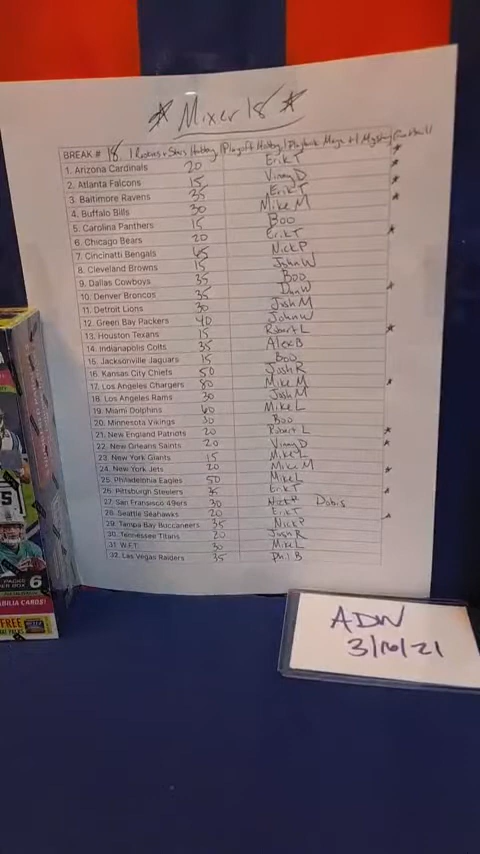 * Mixer 18 *
BREAK # 18 1 Rookies + Stars Hobby 1 Playoff Hobby 1 Playbook Mega + 1 Mystery Football
1. Arizona Cardinals 20 Erik T *
2. Atlanta Falcons 15 Vinny D *
3. Baltimore Ravens 35 Erik T *
4. Buffalo Bills 30 Mike M *
5. Carolina Panthers 15 Boo
6. Chicago Bears 20 Erik T *
7. Cincinatti Bengals 65 Nick P
8. Cleveland Browns 15 John W
9. Dallas Cowboys 35 Boo
10. Denver Broncos 35 Dan W *
11. Detroit Lions 30 Josh M
12. Green Bay Packers 40 John W
13. Houston Texans 15 Robert L *
14. Indianapolis Colts 35 Alex B
15. Jacksonville Jaguars 15 Boo
16. Kansas City Chiefs 50 Josh R
17. Los Angeles Chargers 80 Mike M *
18. Los Angeles Rams 30 Josh M
19. Miami Dolphins 60 Mike L
20. Minnesota Vikings 30 Boo
21. New England Patriots 20 Robert L *
22. New Orleans Saints 20 Vinny D *
23. New York Giants 15 Mike L
24. New York Jets 20 Mike M *
25. Philadelphia Eagles 50 Mike L
26. Pittsburgh Steelers 35 Erik T *
27. San Francisco 49ers 30 Nick P
28. Seattle Seahawks 20 Erik T *
29. Tampa Bay Buccaneers 35 Nick P
30. Tennessee Titans 20 Josh R
31. W.F.T. 30 Mike L
32. Las Vegas Raiders 35 Phil B
ADW
3/16/21
6
FREE